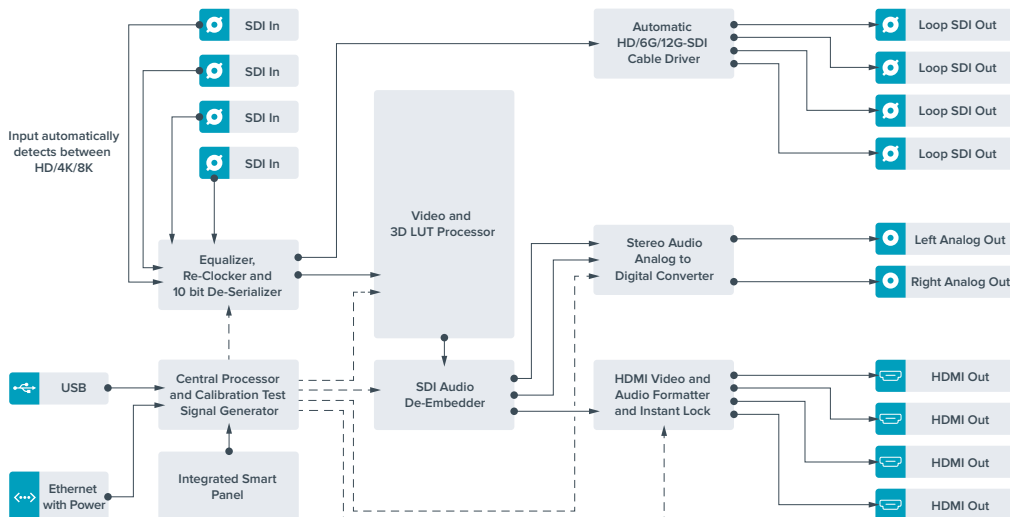 SDI In
SDI In
SDI In
SDI In
Input automatically
detects between
HD/4K/8K
Automatic
HD/6G/12G-SDI
Cable Driver
Loop SDI Out
Loop SDI Out
Loop SDI Out
Loop SDI Out
Video and
3D LUT Processor
Equalizer,
Re-Clocker and
10 bit De-Serializer
Stereo Audio
Analog to
Digital Converter
Left Analog Out
Right Analog Out
USB
Central Processor
and Calibration Test
Signal Generator
SDI Audio
De-Embedder
HDMI Video and
Audio Formatter
and Instant Lock
HDMI Out
HDMI Out
HDMI Out
HDMI Out
Ethernet
with Power
Integrated Smart
Panel